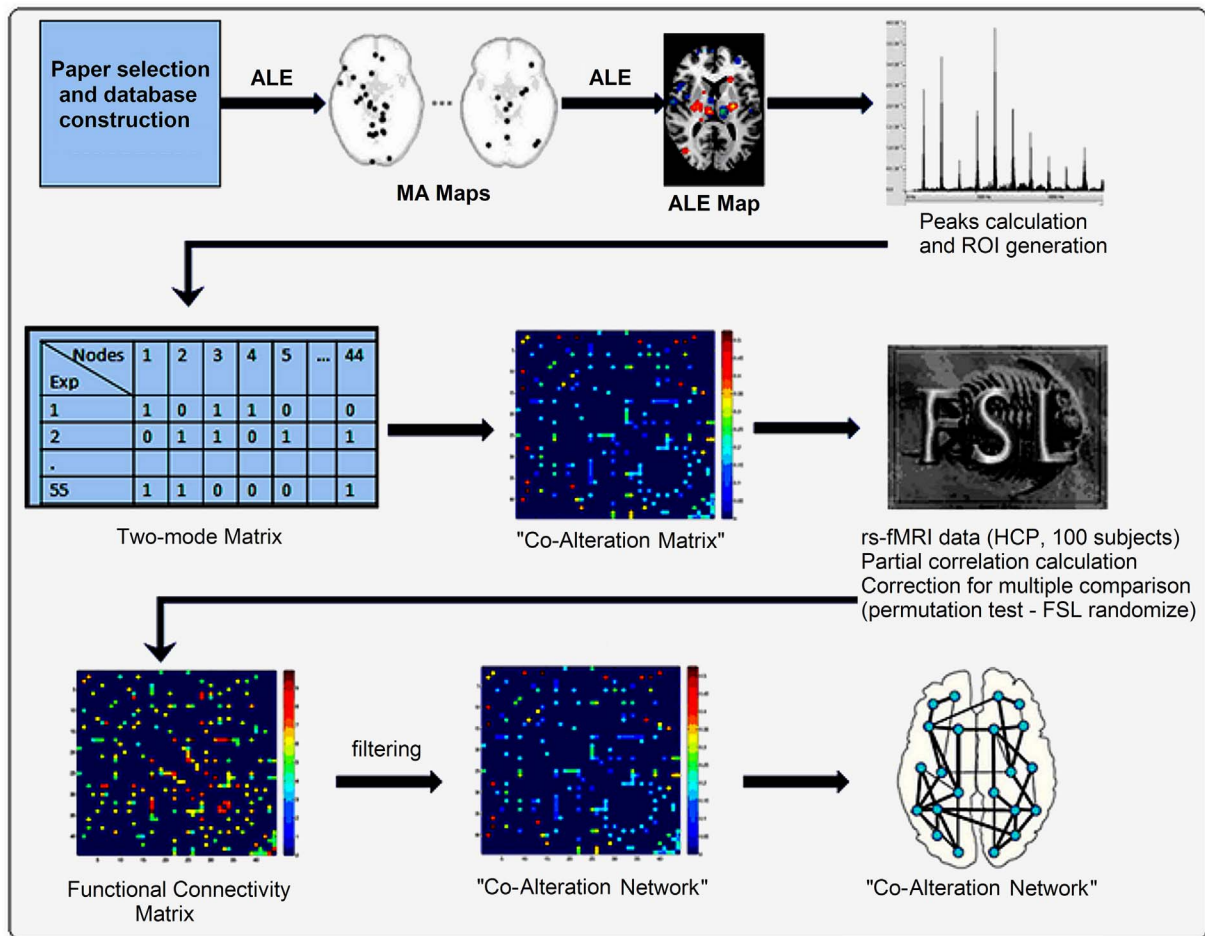 Paper selection
and database
construction
ALE
MA Maps
ALE
ALE Map
Peaks calculation
and ROI generation
Nodes 1 2 3 4 5 ... 44
Exp
1 1 0 1 1 0 0
2 0 1 1 0 1 1
.
55 1 1 0 0 0 1
Two-mode Matrix
"Co-Alteration Matrix"
FSL
rs-fMRI data (HCP, 100 subjects)
Partial correlation calculation
Correction for multiple comparison
(permutation test - FSL randomize)
Functional Connectivity
Matrix
filtering
"Co-Alteration Network"
"Co-Alteration Network"